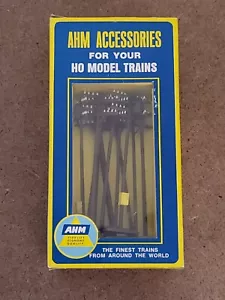 AHM ACCESSORIES
FOR YOUR
HO MODEL TRAINS
AHM
THE FINEST TRAINS
FROM AROUND THE WORLD